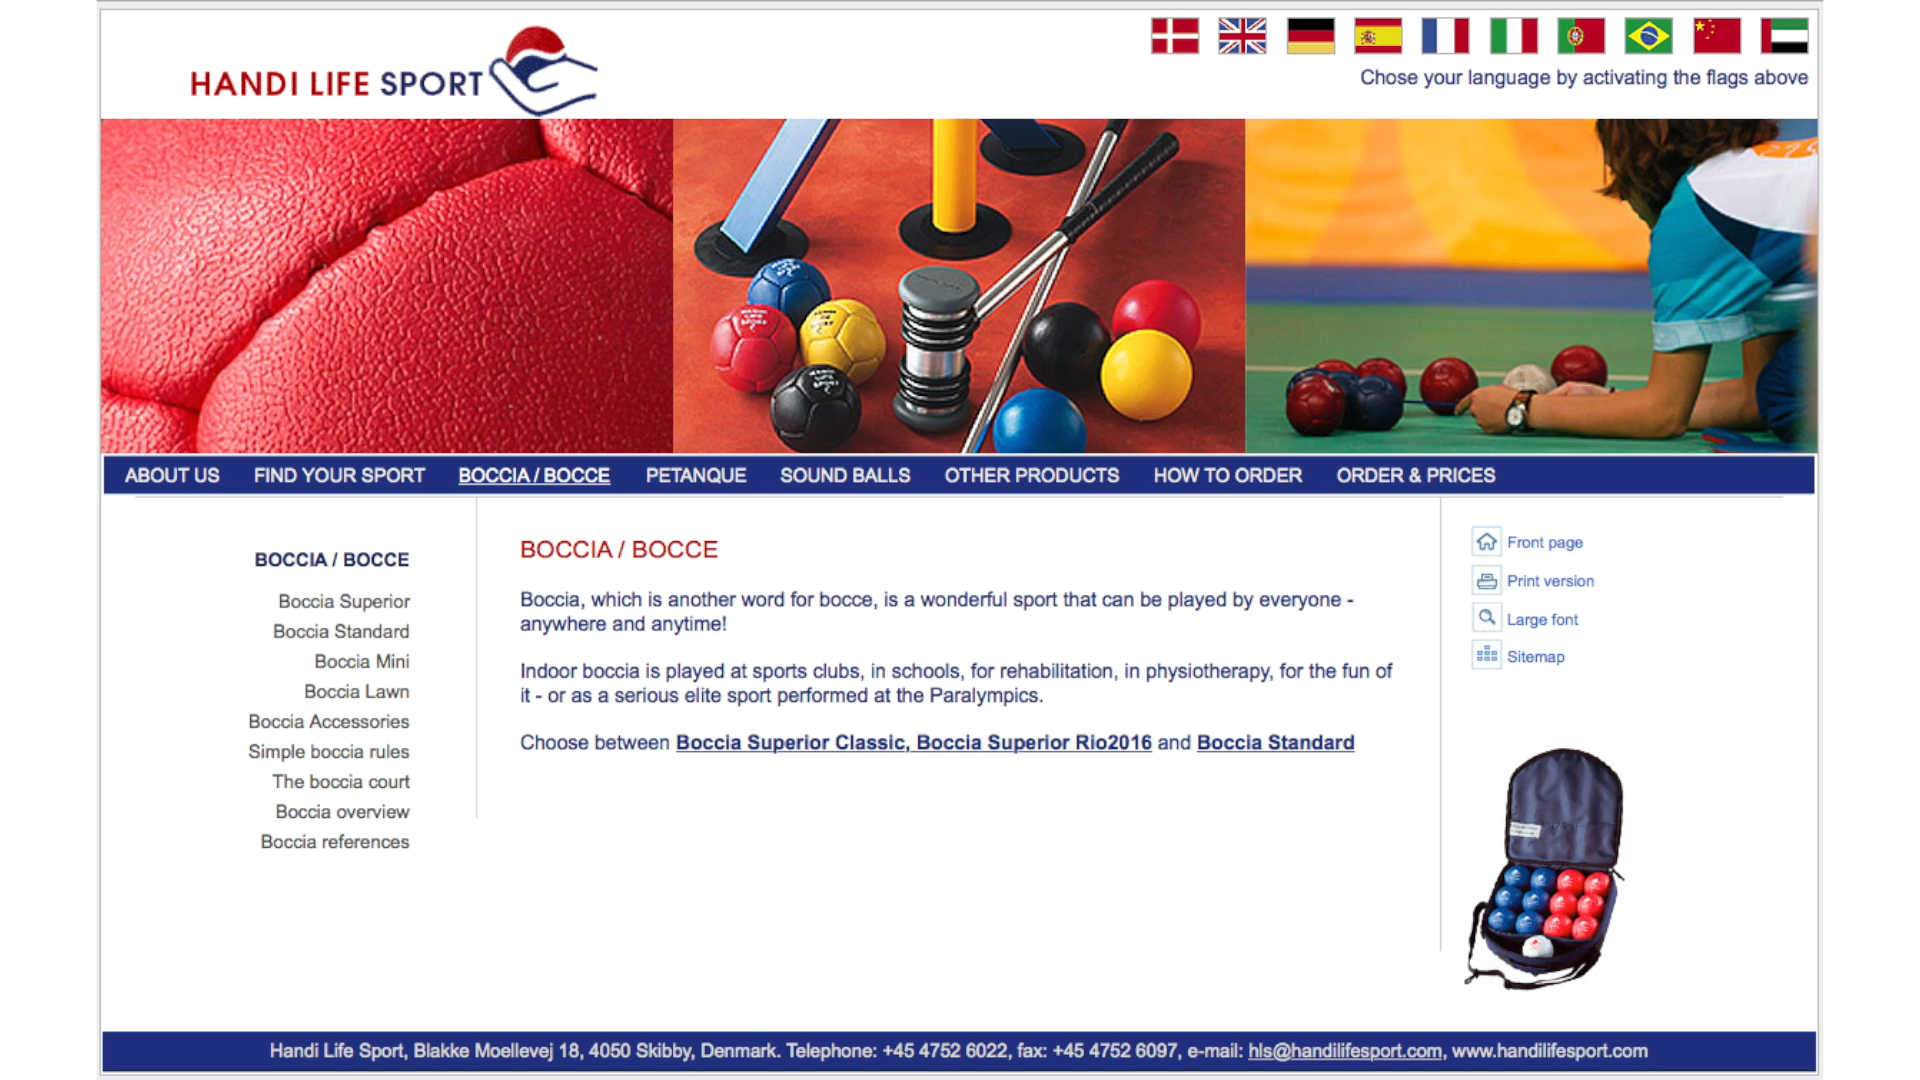 HANDI LIFE SPORT
Chose your language by activating the flags above
ABOUT US FIND YOUR SPORT BOCCIA / BOCCE PETANQUE SOUND BALLS OTHER PRODUCTS HOW TO ORDER ORDER & PRICES
BOCCIA / BOCCE
Boccia Superior
Boccia Standard
Boccia Mini
Boccia Lawn
Boccia Accessories
Simple boccia rules
The boccia court
Boccia overview
Boccia references
BOCCIA / BOCCE
Boccia, which is another word for bocce, is a wonderful sport that can be played by everyone -
anywhere and anytime!
Indoor boccia is played at sports clubs, in schools, for rehabilitation, in physiotherapy, for the fun of
it - or as a serious elite sport performed at the Paralympics.
Choose between Boccia Superior Classic, Boccia Superior Rio2016 and Boccia Standard
Front page
Print version
Large font
Sitemap
Handi Life Sport, Blakke Moellevej 18, 4050 Skibby, Denmark. Telephone: +45 4752 6022, fax: +45 4752 6097, e-mail: hls@handilifesport.com, www.handilifesport.com